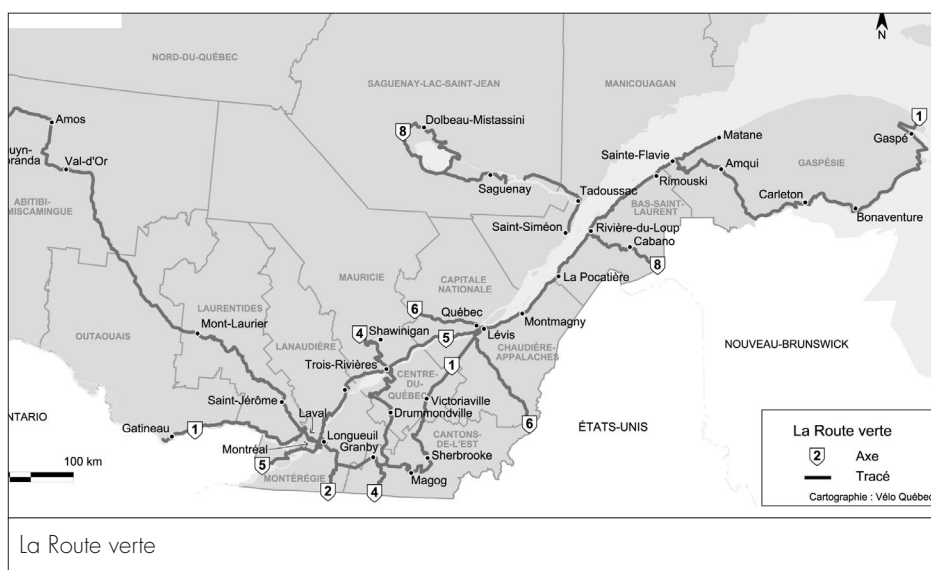 N
NORD-DU-QUÉBEC
SAGUENAY-LAC-SAINT-JEAN
MANICOUAGAN
1
Amos
8
Dolbeau-Mistassini
Matane
Gaspé
uyn-
oranda
Val-d'Or
Sainte-Flavie
Amqui
GASPÉSIE
Saguenay
Rimouski
ABITIBI-
MISCAMINGUE
Tadoussac
Carleton
BAS-SAINT-
LAURENT
Bonaventure
Saint-Siméon
Rivière-du-Loup
Cabano
8
MAURICIE
CAPITALE
NATIONALE
La Pocatière
LAURENTIDES
6
OUTAOUAIS
Mont-Laurier
Québec
Montmagny
4
Shawinigan
5
Lévis
LANAUDIÈRE
CHAUDIÈRE-
APPALACHES
NOUVEAU-BRUNSWICK
Trois-Rivières
1
CENTRE-
DU-
QUÉBEC
Saint-Jérôme
Victoriaville
NTARIO
Laval
Drummondville
6
ÉTATS-UNIS
Gatineau
1
Longueuil
CANTONS-
DE-L'EST
Montréal
Granby
Sherbrooke
5
100 km
MONTÉRÉGIE
Magog
2
4
La Route verte
2
Axe
Tracé
Cartographie : Vélo Québec
La Route verte